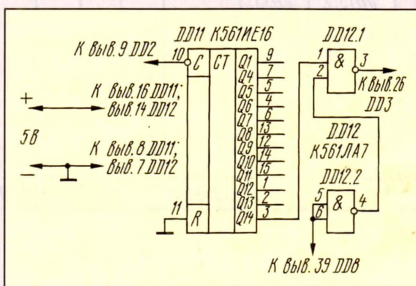 DD11 К561ИЕ16
К выв. 9 DD2
10
C
CT
Q1 9
Q4 7
Q5 5
Q6 4
Q7 6
Q8 13
Q9 12
Q10 14
Q11 15
Q12 1
Q13 2
Q14 3
11
R
+
К выв. 16 DD11;
выв. 14 DD12
5В
−
К выв. 8 DD11;
выв. 7 DD12
DD12.1
1
2
&
3
К выв. 26
DD3
DD12
К561ЛА7
DD12.2
5
6
&
4
К выв. 39 DD8